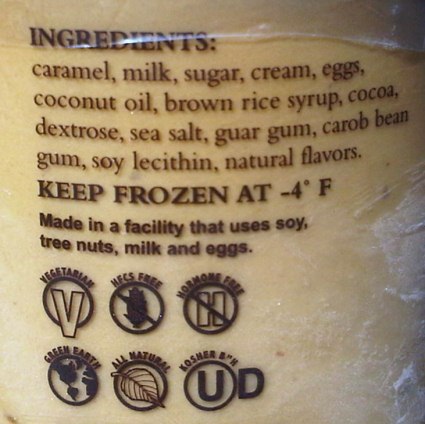 INGREDIENTS:
caramel, milk, sugar, cream, eggs,
coconut oil, brown rice syrup, cocoa,
dextrose, sea salt, guar gum, carob bean
gum, soy lecithin, natural flavors.
KEEP FROZEN AT -4° F
Made in a facility that uses soy,
tree nuts, milk and eggs.
VEGETARIAN HFCS FREE HORMONE FREE
V H
GREEN EARTH ALL NATURAL KOSHER B"H
U D